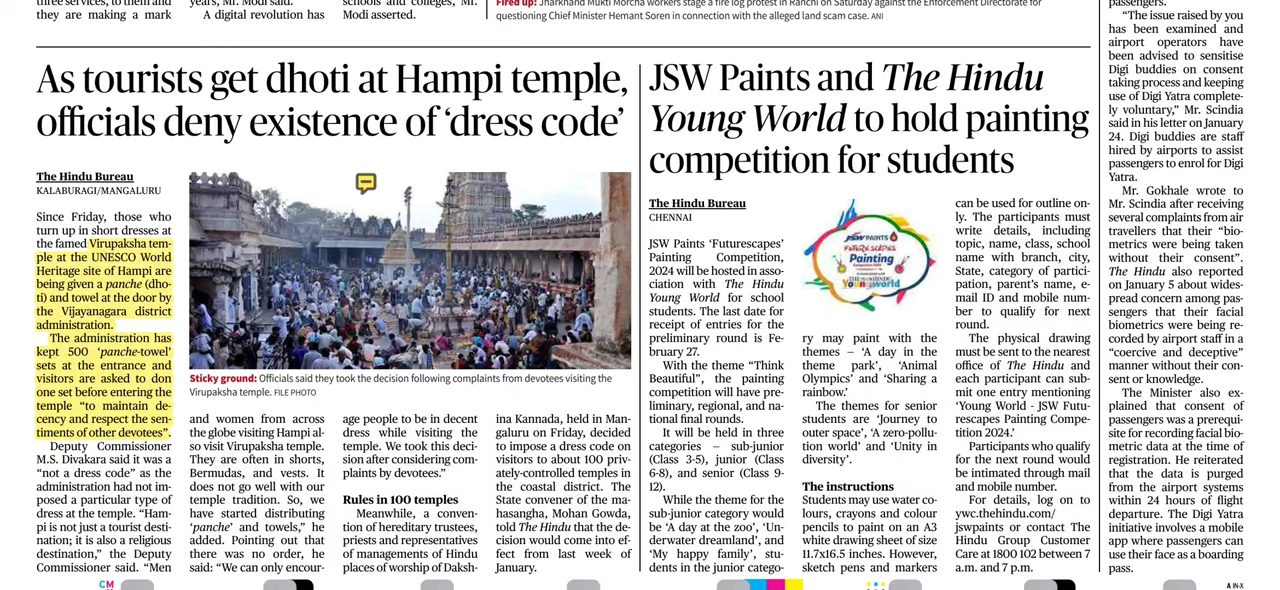 three services, to them and
they are making a mark
years, Mr. Modi said.
A digital revolution has
schools and colleges, Mr.
Modi asserted.
Fired up: Jharkhand Mukti Morcha workers stage a fire log protest in Ranchi on Saturday against the Enforcement Directorate for
questioning Chief Minister Hemant Soren in connection with the alleged land scam case. ANI
As tourists get dhoti at Hampi temple,
officials deny existence of ‘dress code’
The Hindu Bureau
KALABURAGI/MANGALURU
Since Friday, those who
turn up in short dresses at
the famed Virupaksha tem-
ple at the UNESCO World
Heritage site of Hampi are
being given a panche (dho-
ti) and towel at the door by
the Vijayanagara district
administration.
The administration has
kept 500 ‘panche-towel’
sets at the entrance and
visitors are asked to don
one set before entering the
temple “to maintain de-
cency and respect the sen-
timents of other devotees”.
Deputy Commissioner
M.S. Divakara said it was a
“not a dress code” as the
administration had not im-
posed a particular type of
dress at the temple. “Ham-
pi is not just a tourist desti-
nation; it is also a religious
destination,” the Deputy
Commissioner said. “Men
Sticky ground: Officials said they took the decision following complaints from devotees visiting the
Virupaksha temple. FILE PHOTO
and women from across
the globe visiting Hampi al-
so visit Virupaksha temple.
They are often in shorts,
Bermudas, and vests. It
does not go well with our
temple tradition. So, we
have started distributing
‘panche’ and towels,” he
added. Pointing out that
there was no order, he
said: “We can only encour-
age people to be in decent
dress while visiting the
temple. We took this deci-
sion after considering com-
plaints by devotees.”
Rules in 100 temples
Meanwhile, a conven-
tion of hereditary trustees,
priests and representatives
of managements of Hindu
places of worship of Daksh-
ina Kannada, held in Man-
galuru on Friday, decided
to impose a dress code on
visitors to about 100 priv-
ately-controlled temples in
the coastal district. The
State convener of the ma-
hasangha, Mohan Gowda,
told The Hindu that the de-
cision would come into ef-
fect from last week of
January.
JSW Paints and The Hindu
Young World to hold painting
competition for students
The Hindu Bureau
CHENNAI
JSW Paints ‘Futurescapes’
Painting Competition,
2024 will be hosted in asso-
ciation with The Hindu
Young World for school
students. The last date for
receipt of entries for the
preliminary round is Fe-
bruary 27.
With the theme “Think
Beautiful”, the painting
competition will have pre-
liminary, regional, and na-
tional final rounds.
It will be held in three
categories – sub-junior
(Class 3-5), junior (Class
6-8), and senior (Class 9-
12).
While the theme for the
sub-junior category would
be ‘A day at the zoo’, ‘Un-
derwater dreamland’, and
‘My happy family’, stu-
dents in the junior catego-
JSW PAINTS
FUTURESCAPES
Painting
Young world
ry may paint with the
themes – ‘A day in the
theme park’, ‘Animal
Olympics’ and ‘Sharing a
rainbow.’
The themes for senior
students are ‘Journey to
outer space’, ‘A zero-pollu-
tion world’ and ‘Unity in
diversity’.
The instructions
Students may use water co-
lours, crayons and colour
pencils to paint on an A3
white drawing sheet of size
11.7x16.5 inches. However,
sketch pens and markers
can be used for outline on-
ly. The participants must
write details, including
topic, name, class, school
name with branch, city,
State, category of partici-
pation, parent’s name, e-
mail ID and mobile num-
ber to qualify for next
round.
The physical drawing
must be sent to the nearest
office of The Hindu and
each participant can sub-
mit one entry mentioning
‘Young World - JSW Futu-
rescapes Painting Compe-
tition 2024.’
Participants who qualify
for the next round would
be intimated through mail
and mobile number.
For details, log on to
ywc.thehindu.com/
jswpaints or contact The
Hindu Group Customer
Care at 1800 102 between 7
a.m. and 7 p.m.
passengers.
“The issue raised by you
has been examined and
airport operators have
been advised to sensitise
Digi buddies on consent
taking process and keeping
use of Digi Yatra complete-
ly voluntary,” Mr. Scindia
said in his letter on January
24. Digi buddies are staff
hired by airports to assist
passengers to enrol for Digi
Yatra.
Mr. Gokhale wrote to
Mr. Scindia after receiving
several complaints from air
travellers that their “bio-
metrics were being taken
without their consent”.
The Hindu also reported
on January 5 about wides-
pread concern among pas-
sengers that their facial
biometrics were being re-
corded by airport staff in a
“coercive and deceptive”
manner without their con-
sent or knowledge.
The Minister also ex-
plained that consent of
passengers was a prerequi-
site for recording facial bio-
metric data at the time of
registration. He reiterated
that the data is purged
from the airport systems
within 24 hours of flight
departure. The Digi Yatra
initiative involves a mobile
app where passengers can
use their face as a boarding
pass.
CM
A IN-X